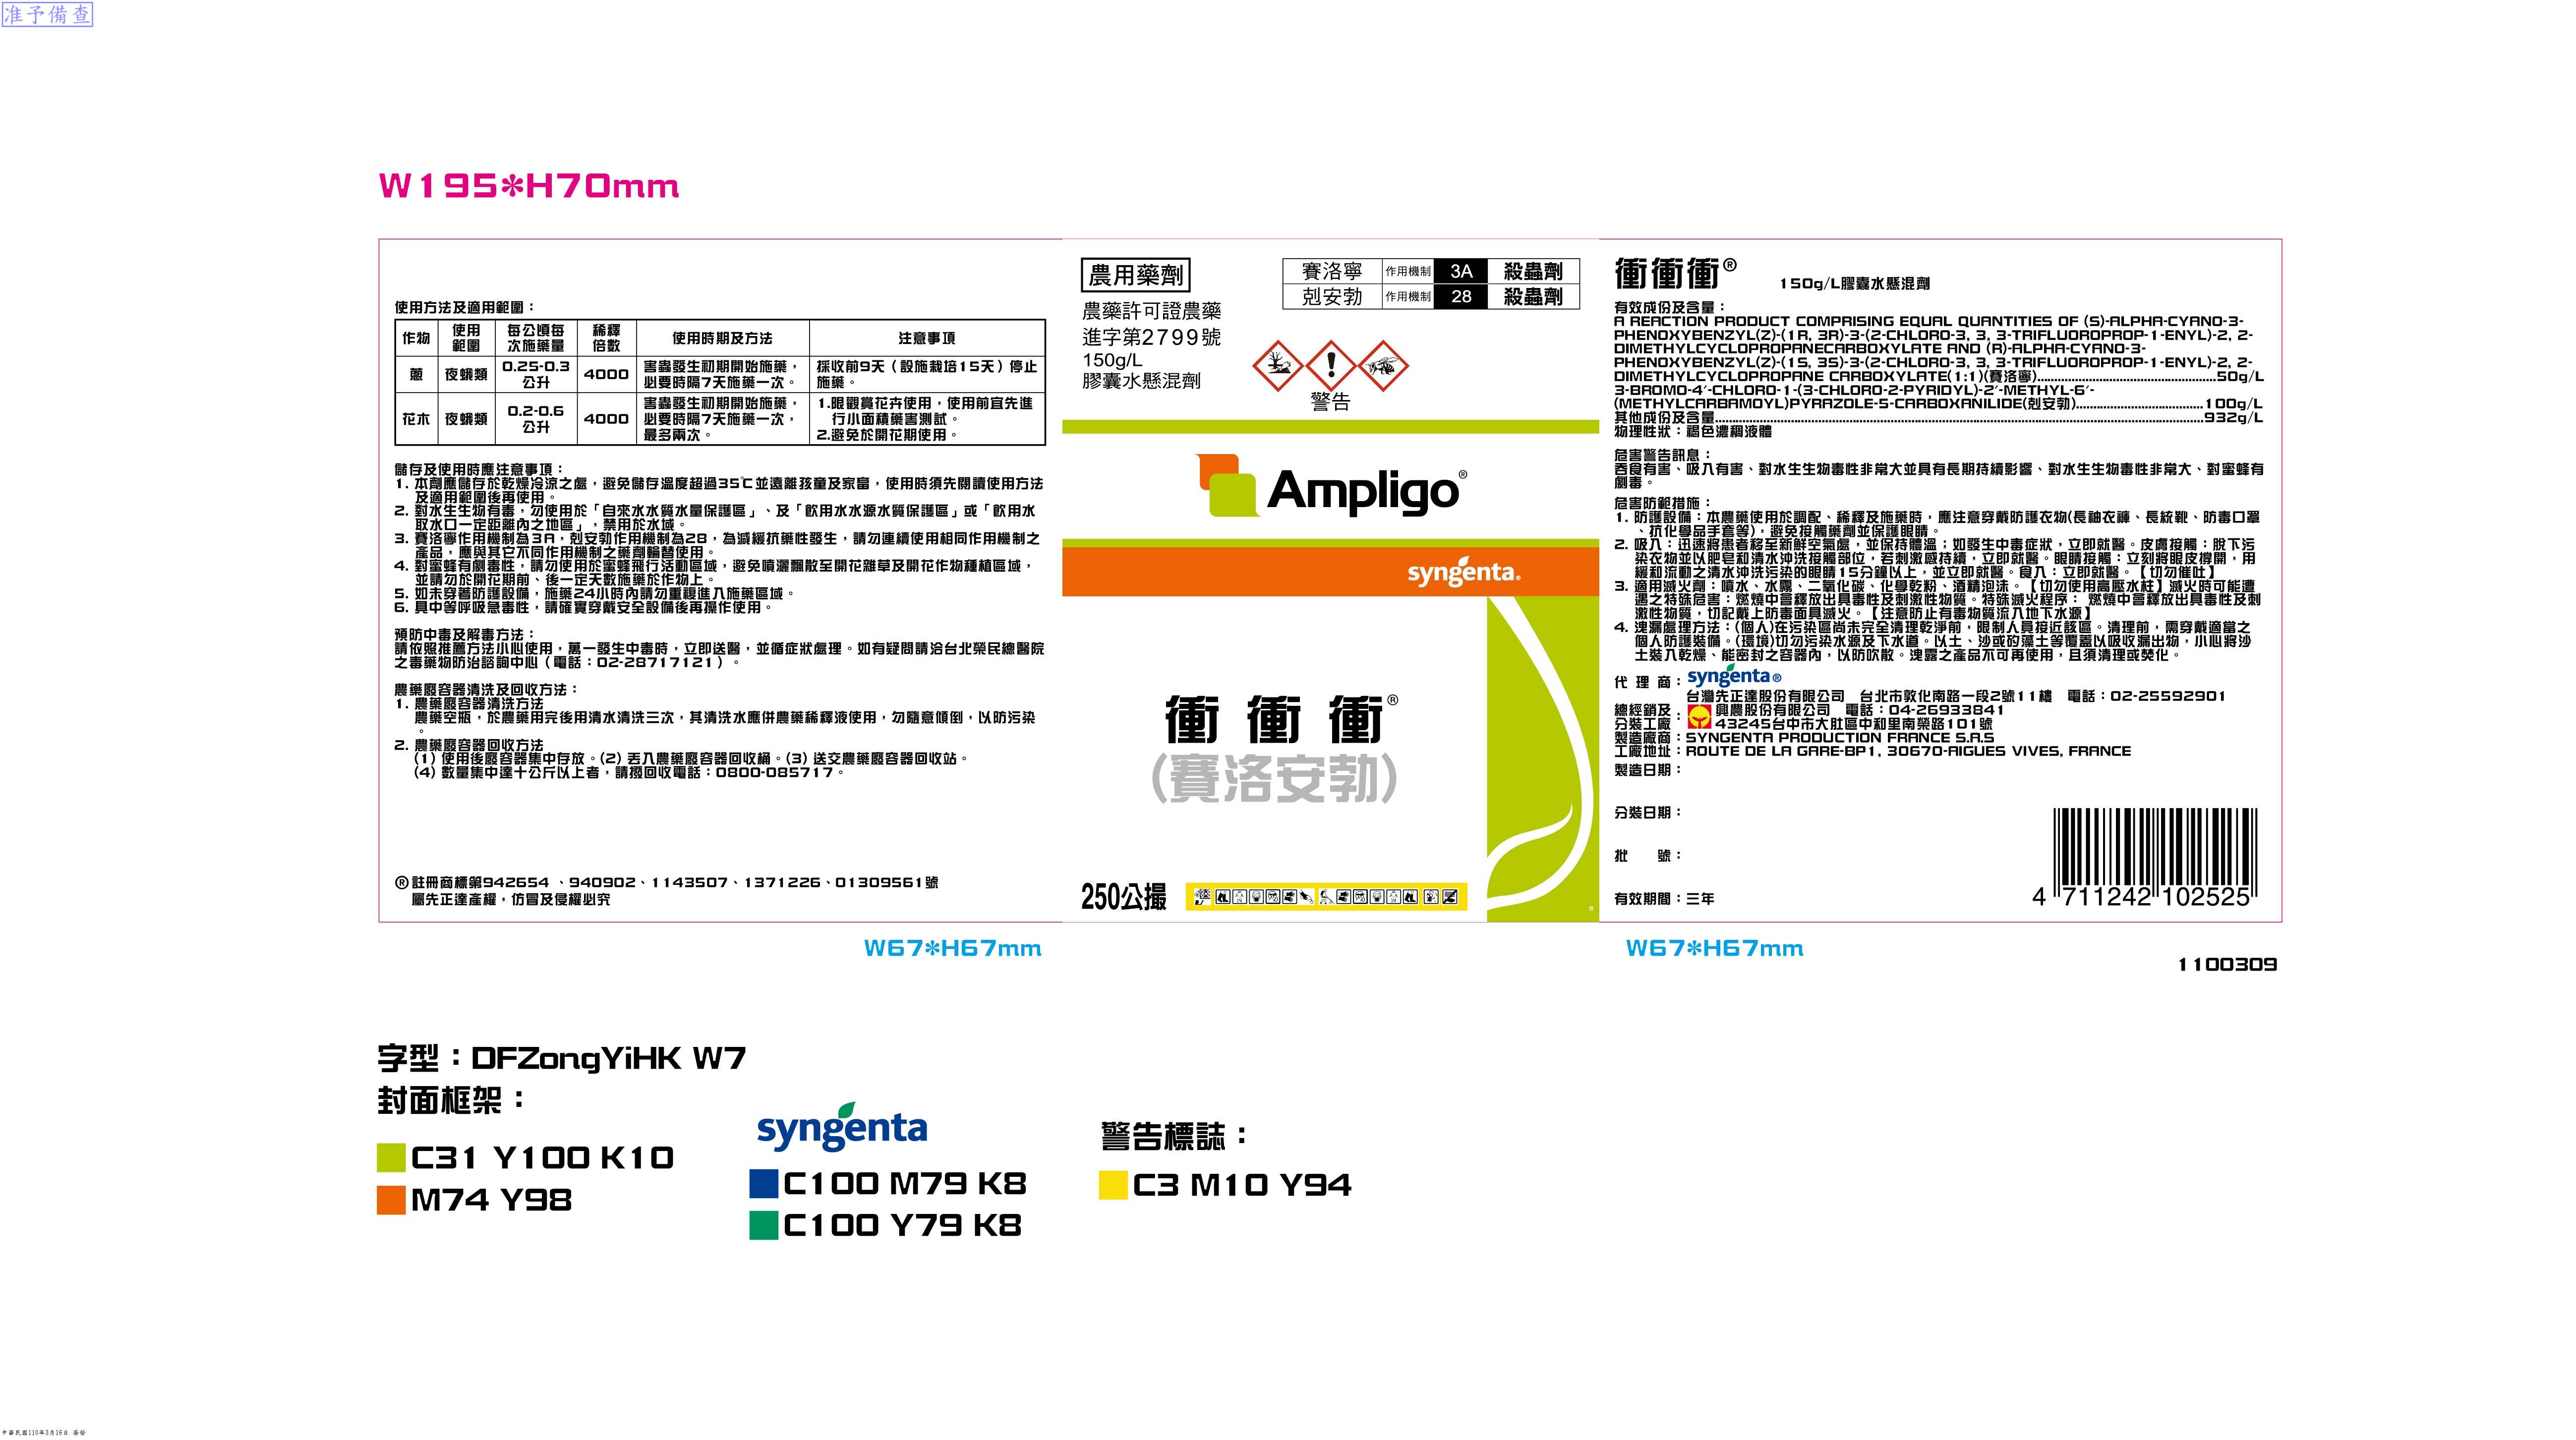 准予備查
W195*H70mm
使用方法及適用範圍：
作物 使用範圍 每公頃每次施藥量 稀釋倍數 使用時期及方法 注意事項
蔥 夜蛾類 0.25-0.3公升 4000 害蟲發生初期開始施藥，必要時隔7天施藥一次。 採收前9天（設施栽培15天）停止施藥。
花木 夜蛾類 0.2-0.6公升 4000 害蟲發生初期開始施藥，必要時隔7天施藥一次，最多兩次。 1.限觀賞花卉使用，使用前宜先進行小面積藥害測試。 2.避免於開花期使用。
儲存及使用時應注意事項：
1. 本劑應儲存於乾燥冷涼之處，避免儲存溫度超過35℃並遠離孩童及家畜，使用時須先閱讀使用方法
及適用範圍後再使用。
2. 對水生生物有毒，勿使用於「自來水水質水量保護區」、及「飲用水水源水質保護區」或「飲用水
取水口一定距離內之地區」，禁用於水域。
3. 賽洛寧作用機制為3A，剋安勃作用機制為28，為減緩抗藥性發生，請勿連續使用相同作用機制之
產品，應與其它不同作用機制之藥劑輪替使用。
4. 對蜜蜂有劇毒性，請勿使用於蜜蜂飛行活動區域，避免噴灑飄散至開花雜草及開花作物種植區域，
並請勿於開花期前、後一定天數施藥於作物上。
5. 如未穿著防護設備，施藥24小時內請勿重複進入施藥區域。
6. 具中等呼吸急毒性，請確實穿戴安全設備後再操作使用。
預防中毒及解毒方法：
請依照推薦方法小心使用，萬一發生中毒時，立即送醫，並循症狀處理。如有疑問請洽台北榮民總醫院
之毒藥物防治諮詢中心（電話：02-28717121）。
農藥廢容器清洗及回收方法：
1. 農藥廢容器清洗方法
農藥空瓶，於農藥用完後用清水清洗三次，其清洗水應併農藥稀釋液使用，勿隨意傾倒，以防污染
。
2. 農藥廢容器回收方法
(1) 使用後廢容器集中存放。(2) 丟入農藥廢容器回收桶。(3) 送交農藥廢容器回收站。
(4) 數量集中達十公斤以上者，請撥回收電話：0800-085717。
®註冊商標第942654 、940902、1143507、1371226、01309561號
屬先正達產權，仿冒及侵權必究
農用藥劑
農藥許可證農藥
進字第2799號
150g/L
膠囊水懸混劑
賽洛寧 作用機制 3A 殺蟲劑
剋安勃 作用機制 28 殺蟲劑
警告
Ampligo®
syngenta®
衝 衝 衝®
(賽洛安勃)
250公撮
衝衝衝® 150g/L膠囊水懸混劑
有效成份及含量：
A REACTION PRODUCT COMPRISING EQUAL QUANTITIES OF (S)-ALPHA-CYANO-3-
PHENOXYBENZYL(Z)-(1R, 3R)-3-(2-CHLORO-3, 3, 3-TRIFLUOROPROP-1-ENYL)-2, 2-
DIMETHYLCYCLOPROPANECARBOXYLATE AND (R)-ALPHA-CYANO-3-
PHENOXYBENZYL(Z)-(1S, 3S)-3-(2-CHLORO-3, 3, 3-TRIFLUOROPROP-1-ENYL)-2, 2-
DIMETHYLCYCLOPROPANE CARBOXYLATE(1:1)(賽洛寧)........50g/L
3-BROMO-4′-CHLORO-1-(3-CHLORO-2-PYRIDYL)-2′-METHYL-6′-
(METHYLCARBAMOYL)PYRAZOLE-5-CARBOXANILIDE(剋安勃)........100g/L
其他成份及含量........932g/L
物理性狀：褐色濃稠液體
危害警告訊息：
吞食有害、吸入有害、對水生生物毒性非常大並具有長期持續影響、對水生生物毒性非常大、對蜜蜂有
劇毒。
危害防範措施：
1. 防護設備：本農藥使用於調配、稀釋及施藥時，應注意穿戴防護衣物(長袖衣褲、長統靴、防毒口罩
、抗化學品手套等)，避免接觸藥劑並保護眼睛。
2. 吸入：迅速將患者移至新鮮空氣處，並保持體溫；如發生中毒症狀，立即就醫。皮膚接觸：脫下污
染衣物並以肥皂和清水沖洗接觸部位，若刺激感持續，立即就醫。眼睛接觸：立刻將眼皮撐開，用
緩和流動之清水沖洗污染的眼睛15分鐘以上，並立即就醫。食入：立即就醫。【切勿催吐】
3. 適用滅火劑：噴水、水霧、二氧化碳、化學乾粉、酒精泡沫。【切勿使用高壓水柱】滅火時可能遭
遇之特殊危害：燃燒中會釋放出具毒性及刺激性物質。特殊滅火程序： 燃燒中會釋放出具毒性及刺
激性物質，切記戴上防毒面具滅火。【注意防止有毒物質流入地下水源】
4. 洩漏處理方法：(個人)在污染區尚未完全清理乾淨前，限制人員接近該區。清理前，需穿戴適當之
個人防護裝備。(環境)切勿污染水源及下水道。以土、沙或矽藻土等覆蓋以吸收漏出物，小心將沙
土裝入乾燥、能密封之容器內，以防吹散。洩露之產品不可再使用，且須清理或焚化。
代 理 商：syngenta®
台灣先正達股份有限公司 台北市敦化南路一段2號11樓 電話：02-25592901
總經銷及 興農股份有限公司 電話：04-26933841
分裝工廠：43245台中市大肚區中和里南榮路101號
製造廠商：SYNGENTA PRODUCTION FRANCE S.A.S
工廠地址：ROUTE DE LA GARE-BP1, 30670-AIGUES VIVES, FRANCE
製造日期：
分裝日期：
批 號：
有效期間：三年
4 711242 102525
W67*H67mm
W67*H67mm
1100309
字型：DFZongYiHK W7
封面框架：
C31 Y100 K10
M74 Y98
syngenta
C100 M79 K8
C100 Y79 K8
警告標誌：
C3 M10 Y94
中華民國110年3月16日 簽發